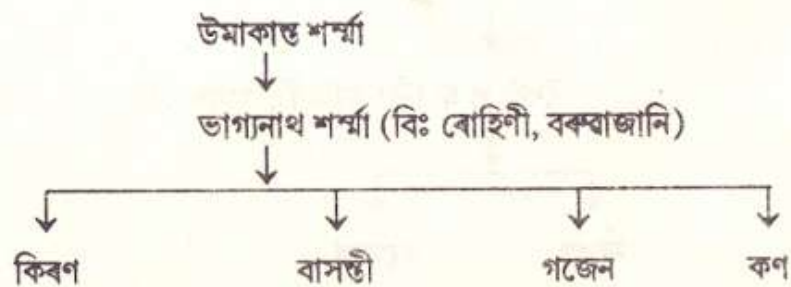 উমাকান্ত শৰ্ম্মা
ভাগ্যনাথ শৰ্ম্মা (বিঃ ৰোহিণী, বৰুৱাজানি)
কিৰণ বাসন্তী গজেন কণ